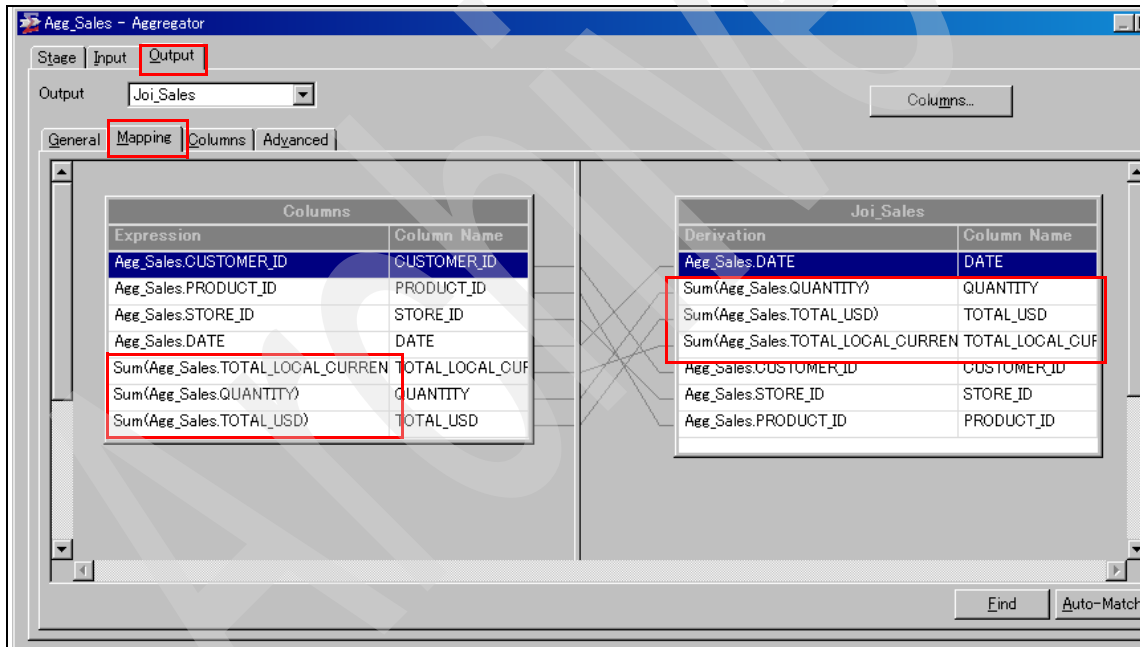 Agg_Sales - Aggregator
Stage Input Output
Output Joi_Sales Columns...
General Mapping Columns Advanced
Columns
Expression Column Name
Agg_Sales.CUSTOMER_ID CUSTOMER_ID
Agg_Sales.PRODUCT_ID PRODUCT_ID
Agg_Sales.STORE_ID STORE_ID
Agg_Sales.DATE DATE
Sum(Agg_Sales.TOTAL_LOCAL_CURREN TOTAL_LOCAL_CUF
Sum(Agg_Sales.QUANTITY) QUANTITY
Sum(Agg_Sales.TOTAL_USD) TOTAL_USD
Joi_Sales
Derivation Column Name
Agg_Sales.DATE DATE
Sum(Agg_Sales.QUANTITY) QUANTITY
Sum(Agg_Sales.TOTAL_USD) TOTAL_USD
Sum(Agg_Sales.TOTAL_LOCAL_CURREN TOTAL_LOCAL_CUF
Agg_Sales.CUSTOMER_ID CUSTOMER_ID
Agg_Sales.STORE_ID STORE_ID
Agg_Sales.PRODUCT_ID PRODUCT_ID
Find Auto-Match